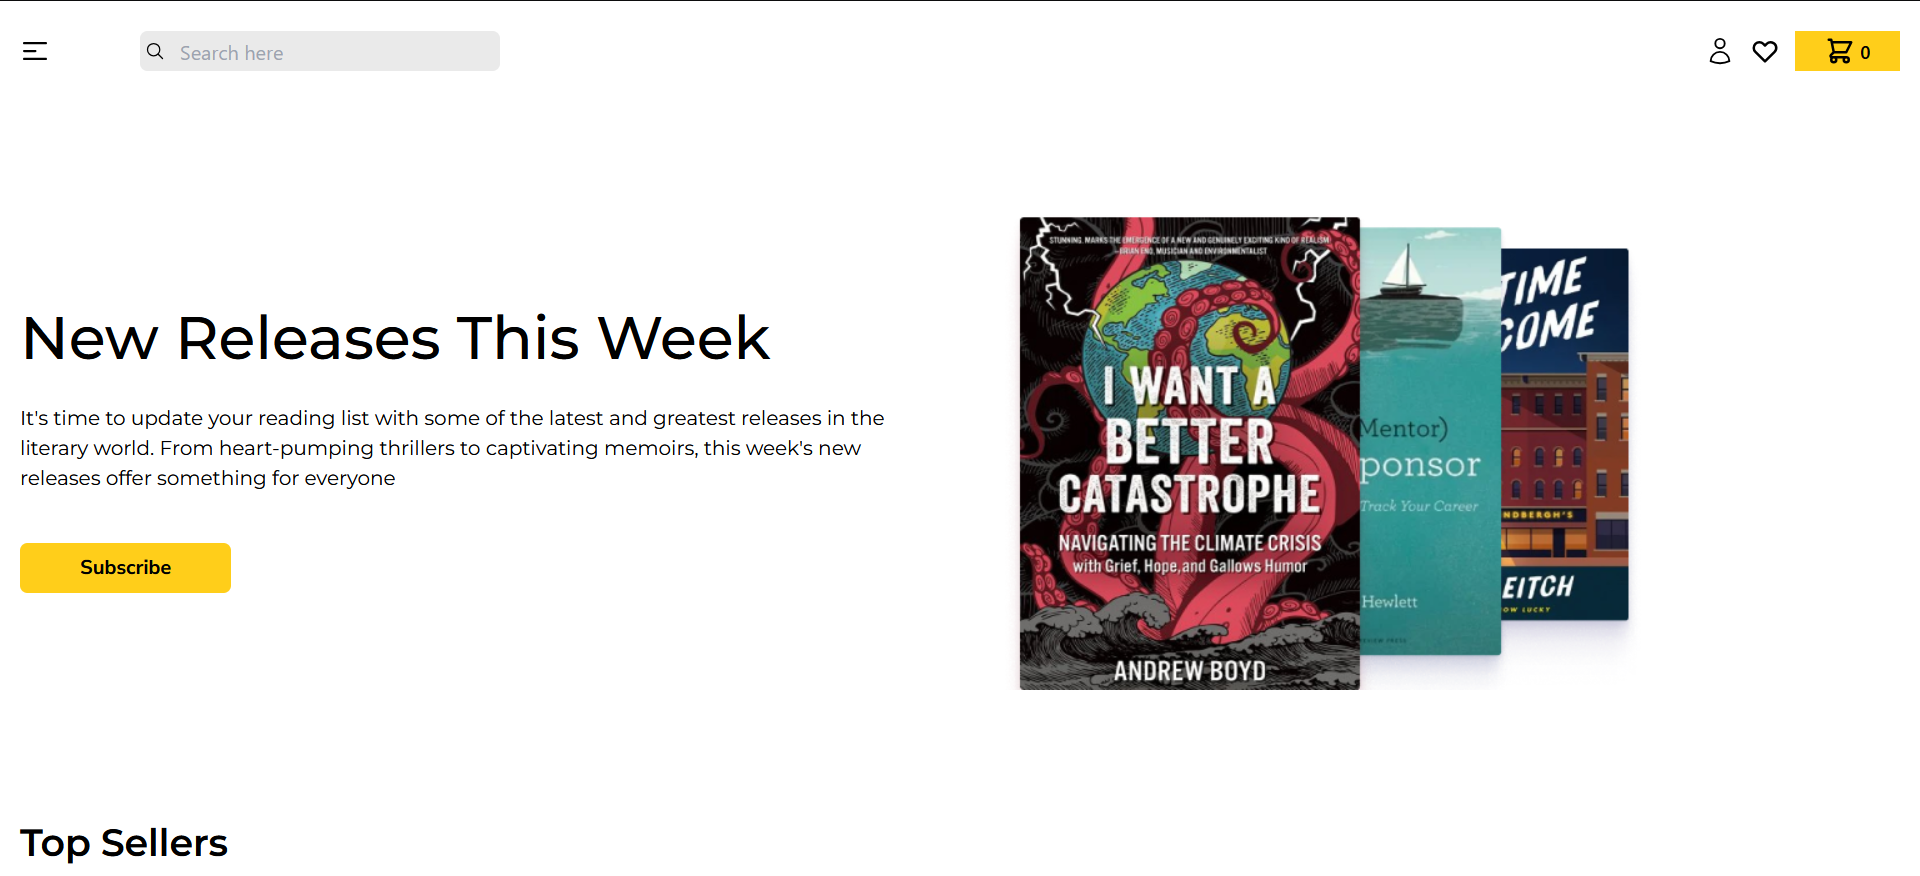 Search here
0
New Releases This Week
It's time to update your reading list with some of the latest and greatest releases in the
literary world. From heart-pumping thrillers to captivating memoirs, this week's new
releases offer something for everyone
Subscribe
STUNNING. MARKS THE EMERGENCE OF A NEW AND GENUINELY EXCITING KIND OF REALISM
—BRIAN ENO, MUSICIAN AND ENVIRONMENTALIST
I WANT A
BETTER
CATASTROPHE
NAVIGATING THE CLIMATE CRISIS
with Grief, Hope, and Gallows Humor
ANDREW BOYD
Mentor)
ponsor
Track Your Career
Hewlett
TIME
COME
NDBERGH'S
EITCH
OW LUCKY
Top Sellers